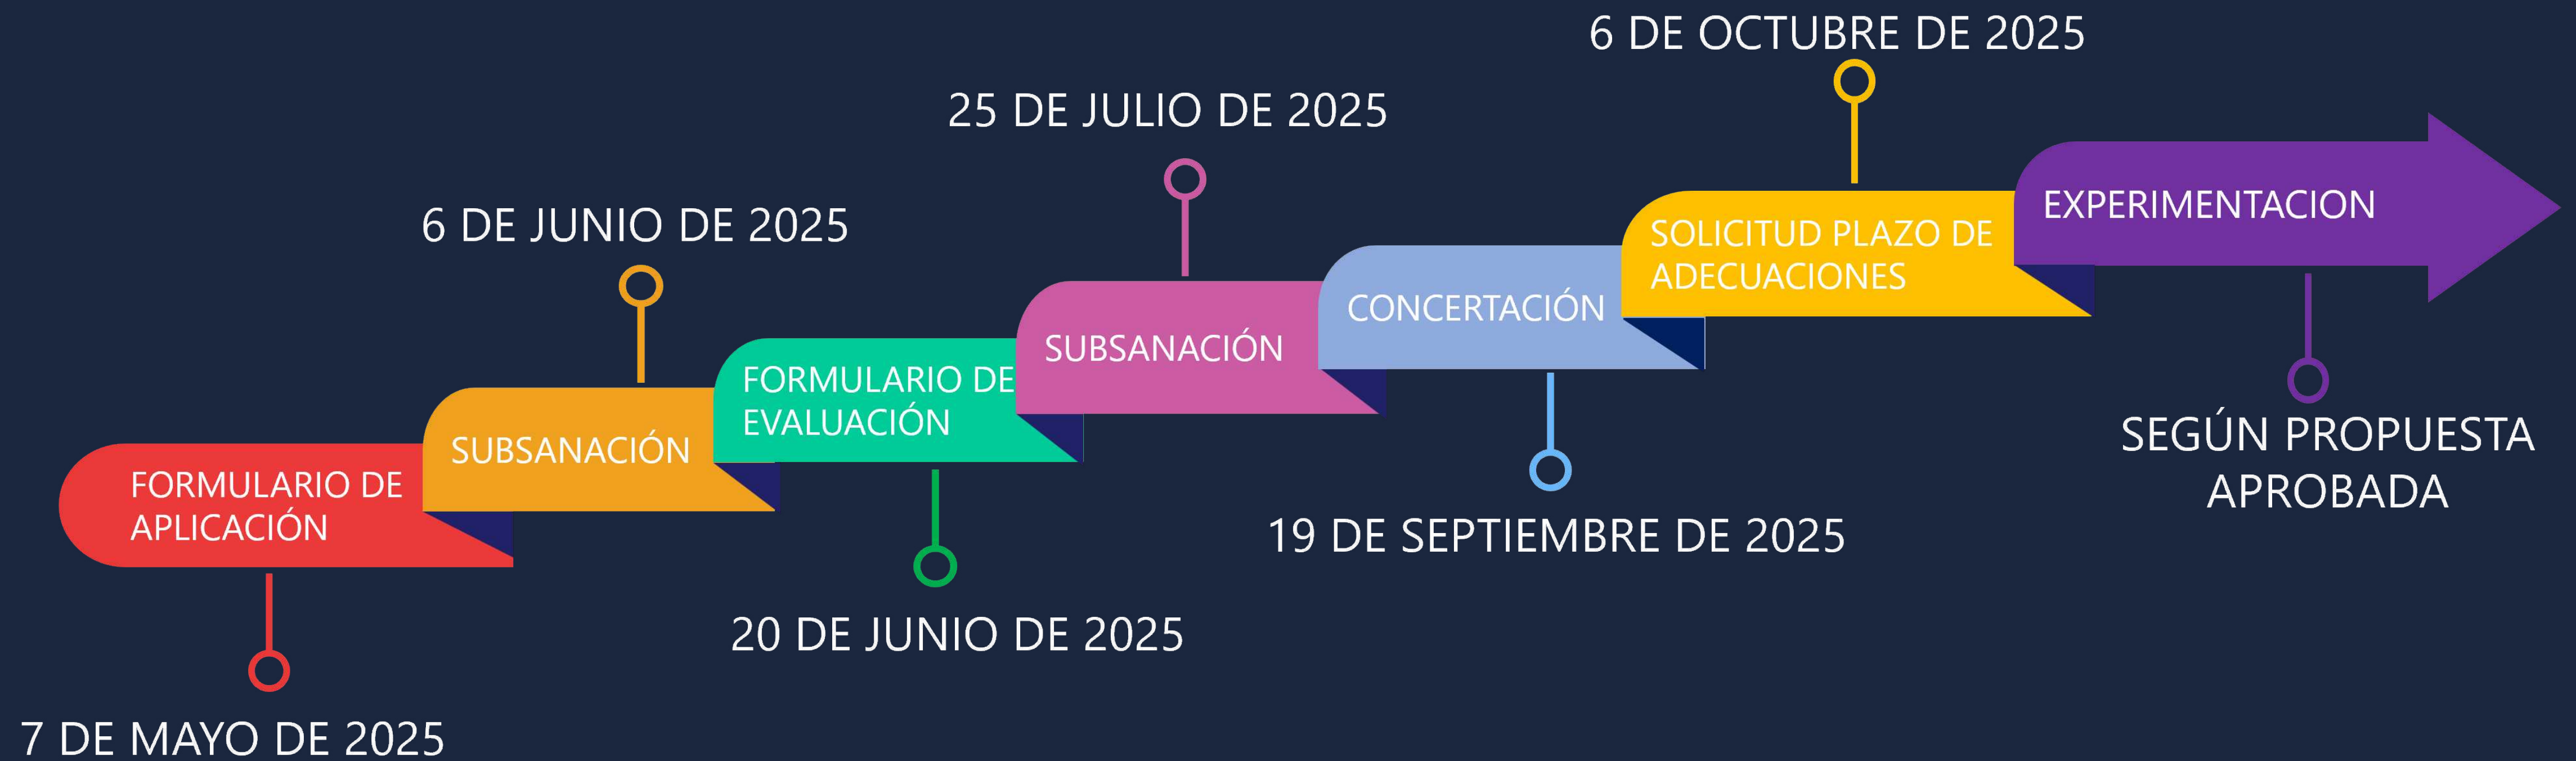 FORMULARIO DE
APLICACIÓN
7 DE MAYO DE 2025
6 DE JUNIO DE 2025
SUBSANACIÓN
FORMULARIO DE
EVALUACIÓN
20 DE JUNIO DE 2025
25 DE JULIO DE 2025
SUBSANACIÓN
CONCERTACIÓN
19 DE SEPTIEMBRE DE 2025
6 DE OCTUBRE DE 2025
SOLICITUD PLAZO DE
ADECUACIONES
EXPERIMENTACION
SEGÚN PROPUESTA
APROBADA